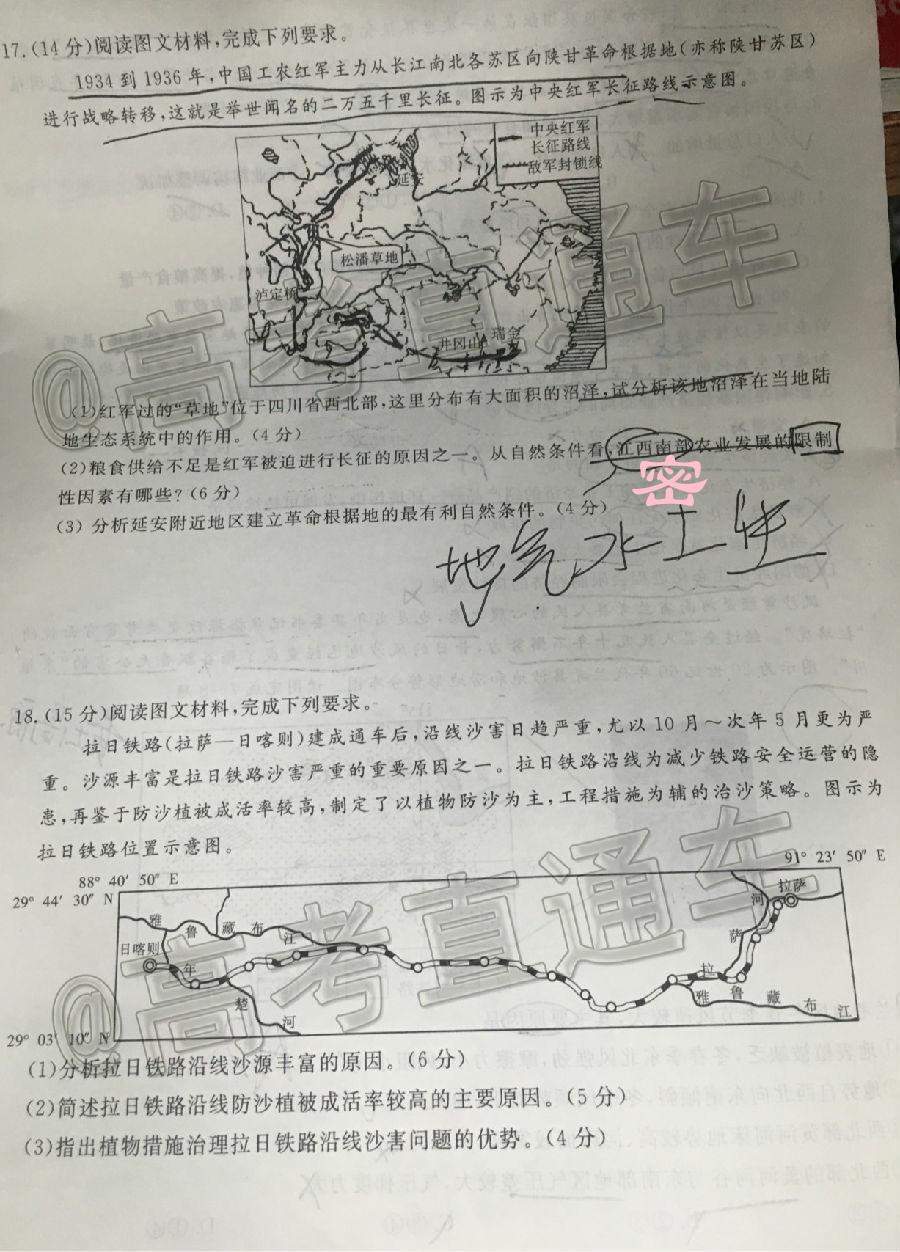 17.(14分)阅读图文材料,完成下列要求。
1934到1936年,中国工农红军主力从长江南北各苏区向陕甘革命根据地(亦称陕甘苏区)
进行战略转移,这就是举世闻名的二万五千里长征。图示为中央红军长征路线示意图。
中央红军
长征路线
敌军封锁线
延安
松潘草地
泸定桥
井冈山
瑞金
(1)红军过的“草地”位于四川省西北部,这里分布有大面积的沼泽,试分析该地沼泽在当地陆
地生态系统中的作用。(4分)
(2)粮食供给不足是红军被迫进行长征的原因之一。从自然条件看,江西南部农业发展的限制
性因素有哪些?(6分)
密
(3)分析延安附近地区建立革命根据地的最有利自然条件。(4分)
地气水土生
18.(15分)阅读图文材料,完成下列要求。
拉日铁路(拉萨—日喀则)建成通车后,沿线沙害日趋严重,尤以10月~次年5月更为严
重。沙源丰富是拉日铁路沙害严重的重要原因之一。拉日铁路沿线为减少铁路安全运营的隐
患,再鉴于防沙植被成活率较高,制定了以植物防沙为主,工程措施为辅的治沙策略。图示为
拉日铁路位置示意图。
88° 40′ 50″ E
91° 23′ 50″ E
29° 44′ 30″ N
拉萨
河
萨
拉
雅鲁藏布江
日喀则
年
楚
河
雅鲁藏布江
29° 03′ 10″ N
(1)分析拉日铁路沿线沙源丰富的原因。(6分)
(2)简述拉日铁路沿线防沙植被成活率较高的主要原因。(5分)
(3)指出植物措施治理拉日铁路沿线沙害问题的优势。(4分)
@高考直通车
@高考直通车